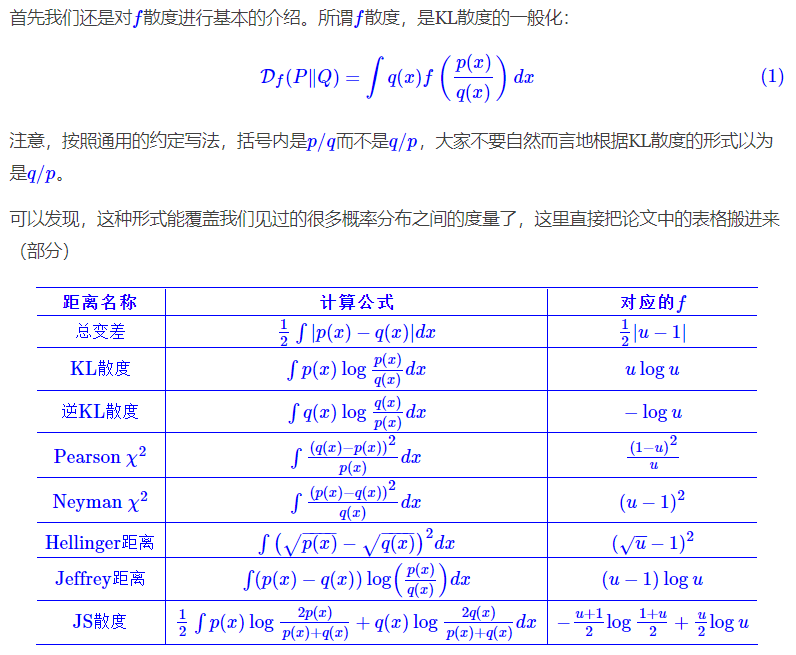 首先我们还是对f散度进行基本的介绍。所谓f散度，是KL散度的一般化：
$$\mathcal{D}_f(P\|Q) = \int q(x) f\left(\frac{p(x)}{q(x)}\right) dx \quad (1)$$
注意，按照通用的约定写法，括号内是p/q而不是q/p，大家不要自然而言地根据KL散度的形式以为
是q/p。
可以发现，这种形式能覆盖我们见过的很多概率分布之间的度量了，这里直接把论文中的表格搬进来
（部分）
距离名称 | 计算公式 | 对应的f
总变差 | $\frac{1}{2}\int |p(x)-q(x)|dx$ | $\frac{1}{2}|u-1|$
KL散度 | $\int p(x)\log\frac{p(x)}{q(x)}dx$ | $u\log u$
逆KL散度 | $\int q(x)\log\frac{q(x)}{p(x)}dx$ | $-\log u$
Pearson $\chi^2$ | $\int \frac{(q(x)-p(x))^2}{p(x)}dx$ | $\frac{(1-u)^2}{u}$
Neyman $\chi^2$ | $\int \frac{(p(x)-q(x))^2}{q(x)}dx$ | $(u-1)^2$
Hellinger距离 | $\int \left(\sqrt{p(x)}-\sqrt{q(x)}\right)^2 dx$ | $(\sqrt{u}-1)^2$
Jeffrey距离 | $\int (p(x)-q(x))\log\left(\frac{p(x)}{q(x)}\right)dx$ | $(u-1)\log u$
JS散度 | $\frac{1}{2}\int p(x)\log\frac{2p(x)}{p(x)+q(x)}+q(x)\log\frac{2q(x)}{p(x)+q(x)}dx$ | $-\frac{u+1}{2}\log\frac{1+u}{2}+\frac{u}{2}\log u$